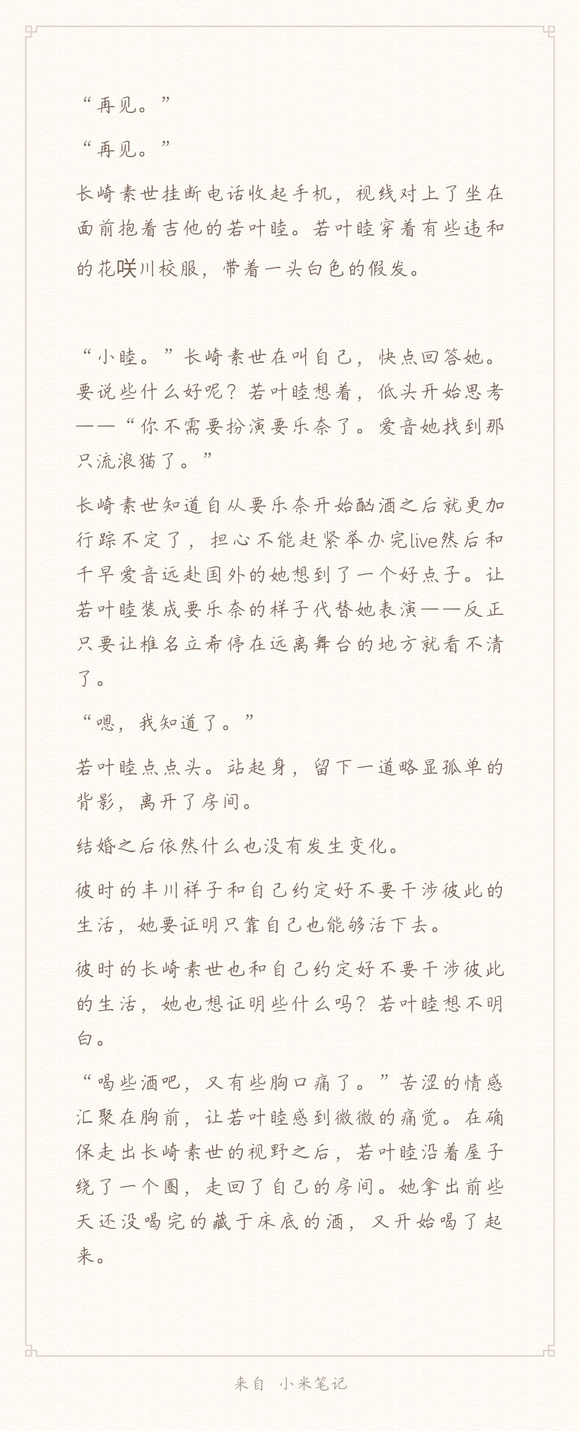 “再见。”
“再见。”
长崎素世挂断电话收起手机，视线对上了坐在
面前抱着吉他的若叶睦。若叶睦穿着有些违和
的花咲川校服，带着一头白色的假发。
“小睦。”长崎素世在叫自己，快点回答她。
要说些什么好呢？若叶睦想着，低头开始思考
——“你不需要扮演要乐奈了。爱音她找到那
只流浪猫了。”
长崎素世知道自从要乐奈开始酗酒之后就更加
行踪不定了，担心不能赶紧举办完live然后和
千早爱音远赴国外的她想到了一个好点子。让
若叶睦装成要乐奈的样子代替她表演——反正
只要让椎名立希停在远离舞台的地方就看不清
了。
“嗯，我知道了。”
若叶睦点点头。站起身，留下一道略显孤单的
背影，离开了房间。
结婚之后依然什么也没有发生变化。
彼时的丰川祥子和自己约定好不要干涉彼此的
生活，她要证明只靠自己也能够活下去。
彼时的长崎素世也和自己约定好不要干涉彼此
的生活，她也想证明些什么吗？若叶睦想不明
白。
“喝些酒吧，又有些胸口痛了。”苦涩的情感
汇聚在胸前，让若叶睦感到微微的痛觉。在确
保走出长崎素世的视野之后，若叶睦沿着屋子
绕了一个圈，走回了自己的房间。她拿出前些
天还没喝完的藏于床底的酒，又开始喝了起
来。
来自 小米笔记